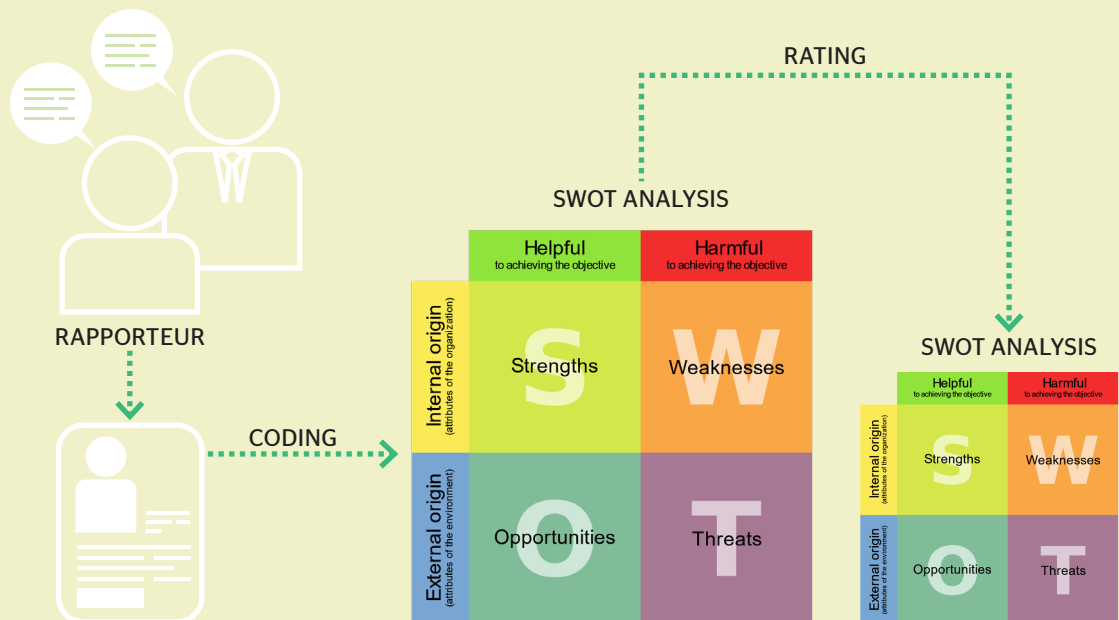 RATING
SWOT ANALYSIS
Helpful
to achieving the objective
Harmful
to achieving the objective
Internal origin
(attributes of the organization)
S
Strengths
W
Weaknesses
External origin
(attributes of the environment)
O
Opportunities
T
Threats
RAPPORTEUR
CODING
SWOT ANALYSIS
Helpful
to achieving the objective
Harmful
to achieving the objective
Internal origin
(attributes of the organization)
S
Strengths
W
Weaknesses
External origin
(attributes of the environment)
O
Opportunities
T
Threats